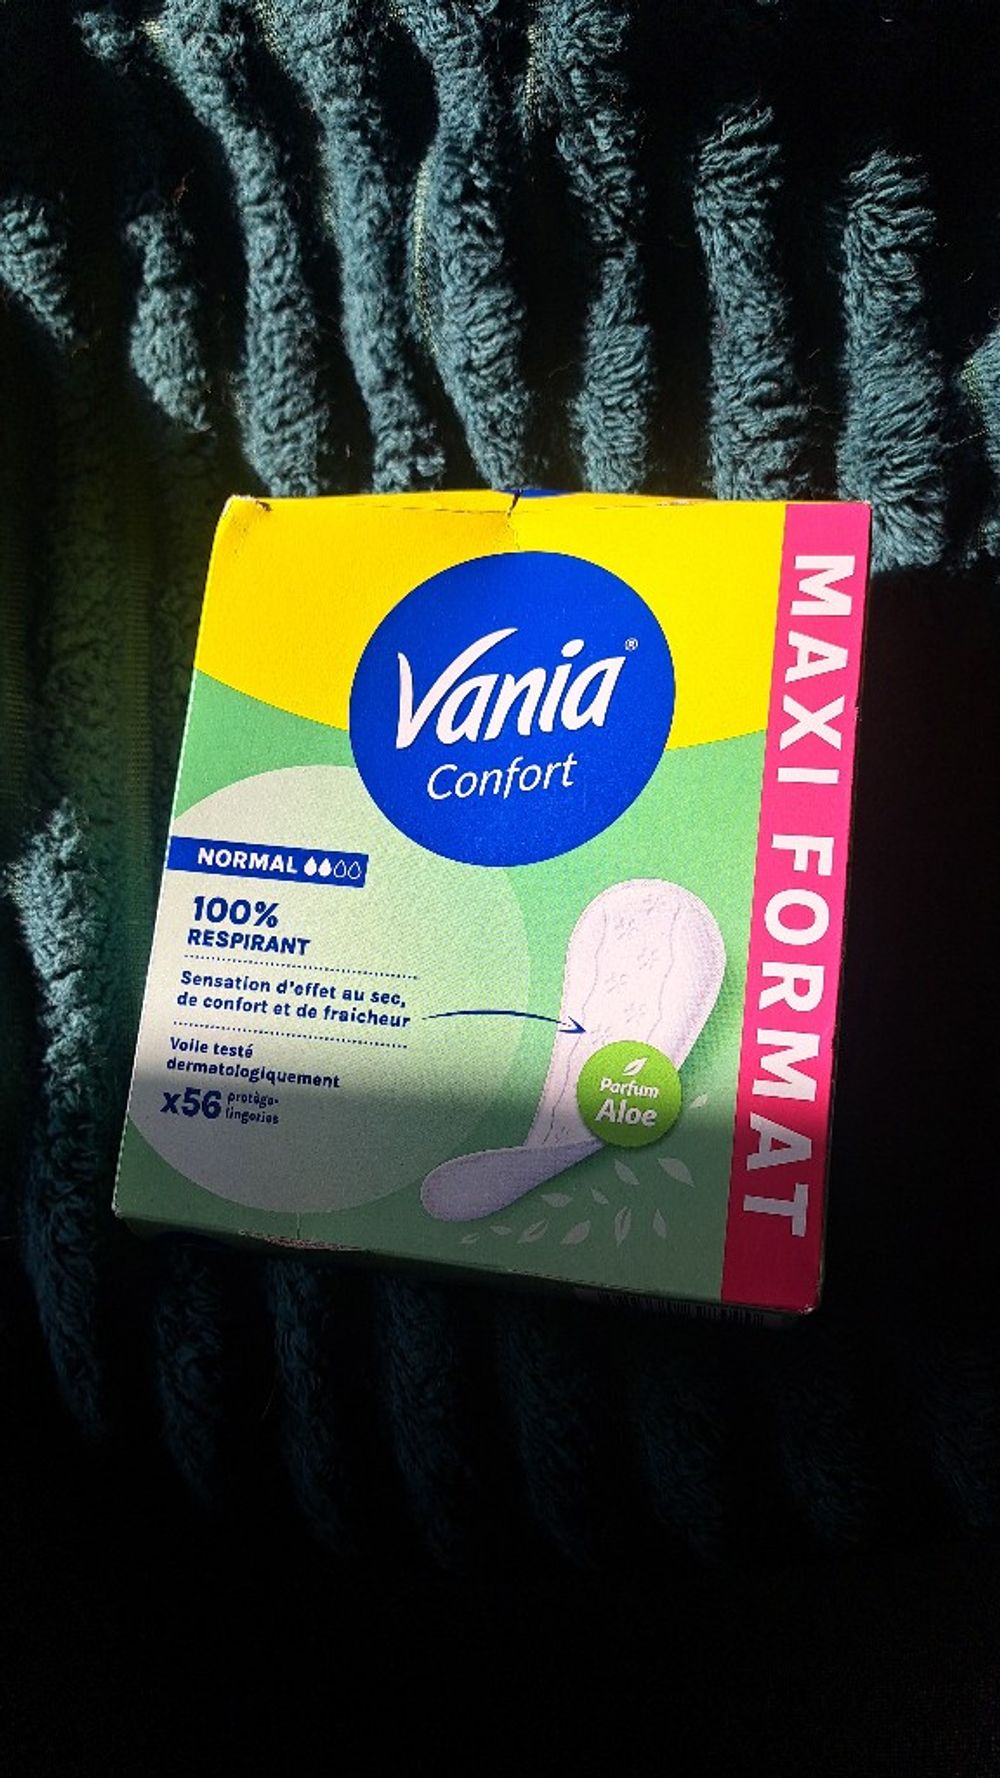 Vania®
Confort
MAXI FORMAT
NORMAL
100%
RESPIRANT
Sensation d'effet au sec,
de confort et de fraicheur
Voile testé
dermatologiquement
x56 protège-
lingeries
Parfum
Aloe